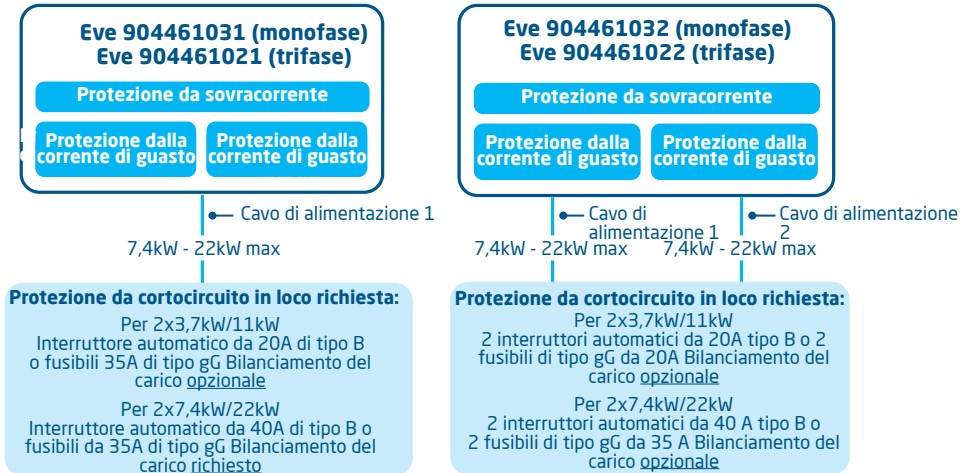 Eve 904461031 (monofase)
Eve 904461021 (trifase)
Protezione da sovracorrente
Protezione dalla
corrente di guasto
Protezione dalla
corrente di guasto
Cavo di alimentazione 1
7,4kW - 22kW max
Protezione da cortocircuito in loco richiesta:
Per 2x3,7kW/11kW
Interruttore automatico da 20A di tipo B
o fusibili 35A di tipo gG Bilanciamento del
carico opzionale
Per 2x7,4kW/22kW
Interruttore automatico da 40A di tipo B o
fusibili da 35A di tipo gG Bilanciamento del
carico richiesto
Eve 904461032 (monofase)
Eve 904461022 (trifase)
Protezione da sovracorrente
Protezione dalla
corrente di guasto
Protezione dalla
corrente di guasto
Cavo di
alimentazione 1
7,4kW - 22kW max
Cavo di alimentazione
2
7,4kW - 22kW max
Protezione da cortocircuito in loco richiesta:
Per 2x3,7kW/11kW
2 interruttori automatici da 20A tipo B o 2
fusibili di tipo gG da 20A Bilanciamento del
carico opzionale
Per 2x7,4kW/22kW
2 interruttori automatici da 40 A tipo B o
2 fusibili di tipo gG da 35 A Bilanciamento del
carico opzionale